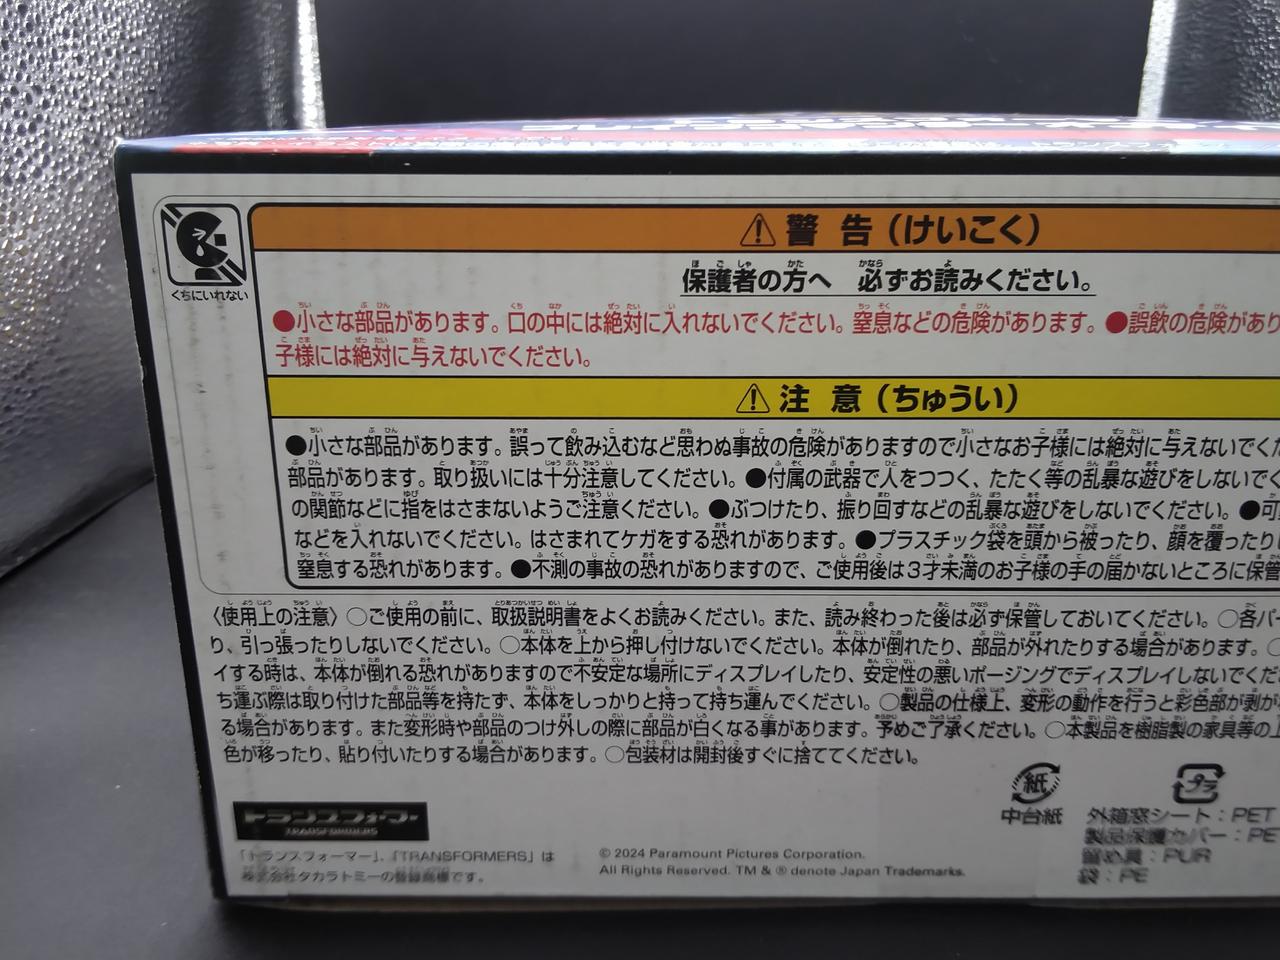 くちにいれない
⚠警 告（けいこく）
保護者の方へ　必ずお読みください。
●小さな部品があります。口の中には絶対に入れないでください。窒息などの危険があります。●誤飲の危険があり
子様には絶対に与えないでください。
⚠注 意（ちゅうい）
●小さな部品があります。誤って飲み込むなど思わぬ事故の危険がありますので小さなお子様には絶対に与えないでくだ
部品があります。取り扱いには十分注意してください。●付属の武器で人をつつく、たたく等の乱暴な遊びをしないでく
の関節などに指をはさまないようご注意ください。●ぶつけたり、振り回すなどの乱暴な遊びをしないでください。●可
などを入れないでください。はさまれてケガをする恐れがあります。●プラスチック袋を頭から被ったり、顔を覆ったりし
窒息する恐れがあります。●不測の事故の恐れがありますので、ご使用後は3才未満のお子様の手の届かないところに保管
〈使用上の注意〉○ご使用の前に、取扱説明書をよくお読みください。また、読み終わった後は必ず保管しておいてください。○各パー
り、引っ張ったりしないでください。○本体を上から押し付けないでください。本体が倒れたり、部品が外れたりする場合があります。○
イする時は、本体が倒れる恐れがありますので不安定な場所にディスプレイしたり、安定性の悪いポージングでディスプレイしないでくだ
ち運ぶ際は取り付けた部品等を持たず、本体をしっかりと持って持ち運んでください。○製品の仕様上、変形の動作を行うと彩色部が剥が
る場合があります。また変形時や部品のつけ外しの際に部品が白くなる事があります。予めご了承ください。○本製品を樹脂製の家具等の上
色が移ったり、貼り付いたりする場合があります。○包装材は開封後すぐに捨ててください。
紙
中台紙
プラ
外箱窓シート：PET
製品保護カバー：PE
留め具：PUR
袋：PE
トランスフォーマー
TRANSFORMERS
「トランスフォーマー」、「TRANSFORMERS」は
株式会社タカラトミーの登録商標です。
© 2024 Paramount Pictures Corporation.
All Rights Reserved. TM & ® denote Japan Trademarks.